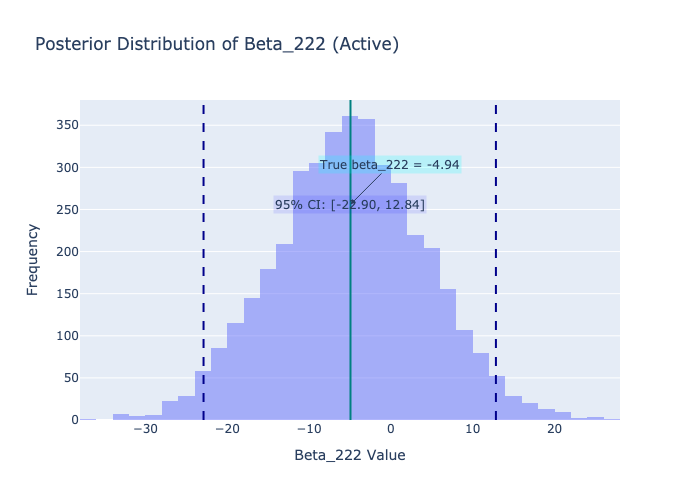 Posterior Distribution of Beta_222 (Active)
350
300
250
200
150
100
50
0
Frequency
True beta_222 = -4.94
95% CI: [-22.90, 12.84]
−30
−20
−10
0
10
20
Beta_222 Value